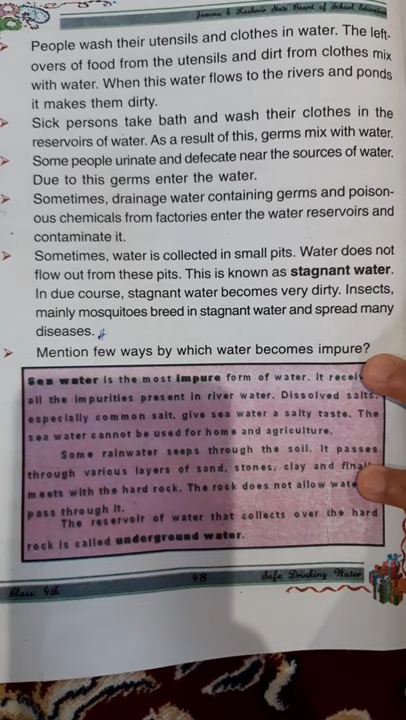 Jammu & Kashmir State Board of School Education
People wash their utensils and clothes in water. The left-
overs of food from the utensils and dirt from clothes mix
with water. When this water flows to the rivers and ponds
it makes them dirty.
Sick persons take bath and wash their clothes in the
reservoirs of water. As a result of this, germs mix with water.
Some people urinate and defecate near the sources of water.
Due to this germs enter the water.
Sometimes, drainage water containing germs and poison-
ous chemicals from factories enter the water reservoirs and
contaminate it.
Sometimes, water is collected in small pits. Water does not
flow out from these pits. This is known as stagnant water.
In due course, stagnant water becomes very dirty. Insects,
mainly mosquitoes breed in stagnant water and spread many
diseases.
Mention few ways by which water becomes impure?
Sea water is the most impure form of water. It
all the impurities present in river water. Dissolved salts,
especially common salt, give sea water a salty taste. The
sea water cannot be used for home and agriculture.
Some rainwater seeps through the soil. It passes
through various layers of sand, stones, clay and
meets with the hard rock. The rock does not allow
pass through it.
The reservoir of water that collects over the hard
rock is called underground water.
98 Safe Drinking Water
Class: 4th